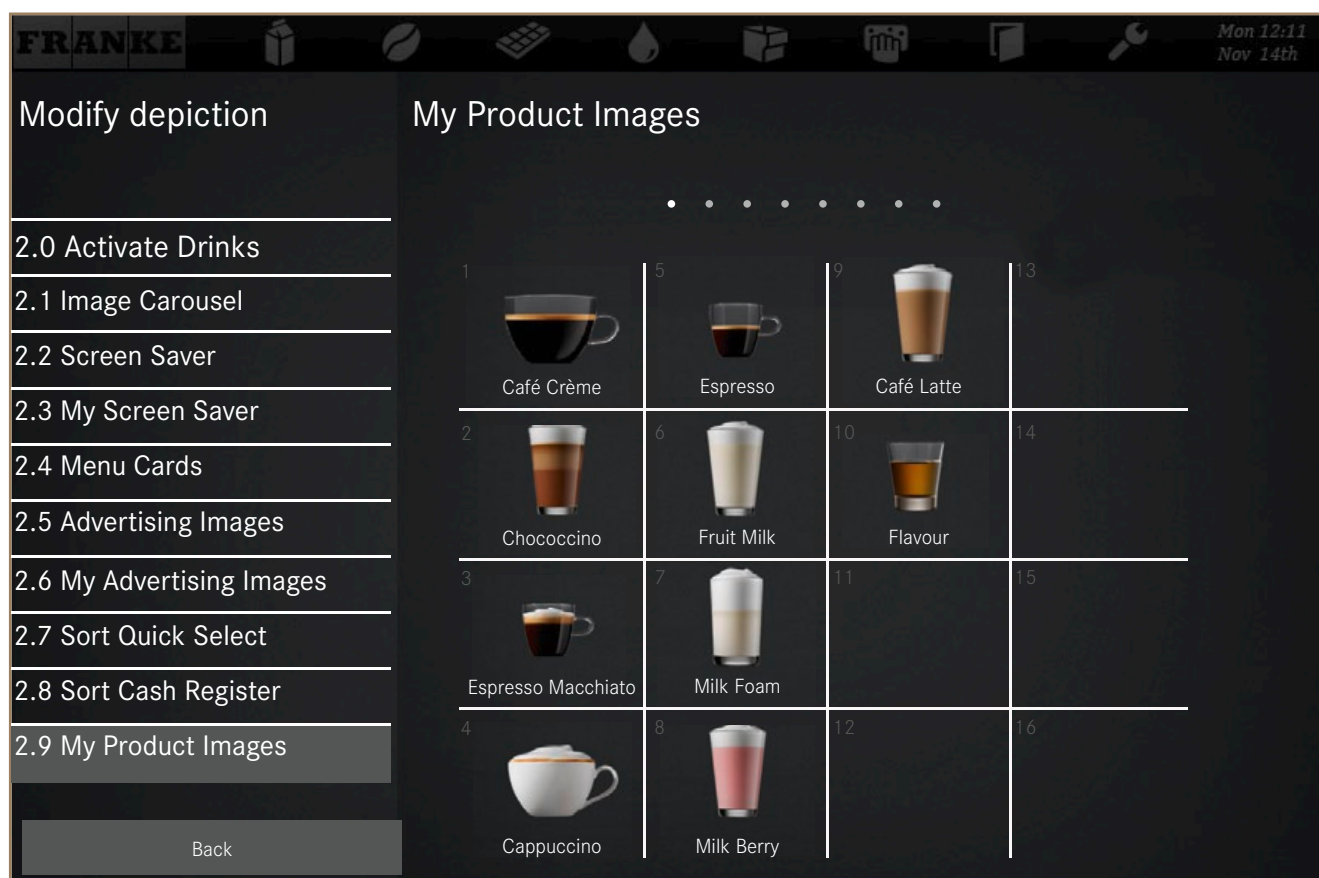 FRANKE
Mon 12:11
Nov 14th
Modify depiction
2.0 Activate Drinks
2.1 Image Carousel
2.2 Screen Saver
2.3 My Screen Saver
2.4 Menu Cards
2.5 Advertising Images
2.6 My Advertising Images
2.7 Sort Quick Select
2.8 Sort Cash Register
2.9 My Product Images
Back
My Product Images
1 5 9 13
Café Crème Espresso Café Latte
2 6 10 14
Chococcino Fruit Milk Flavour
3 7 11 15
Espresso Macchiato Milk Foam
4 8 12 16
Cappuccino Milk Berry